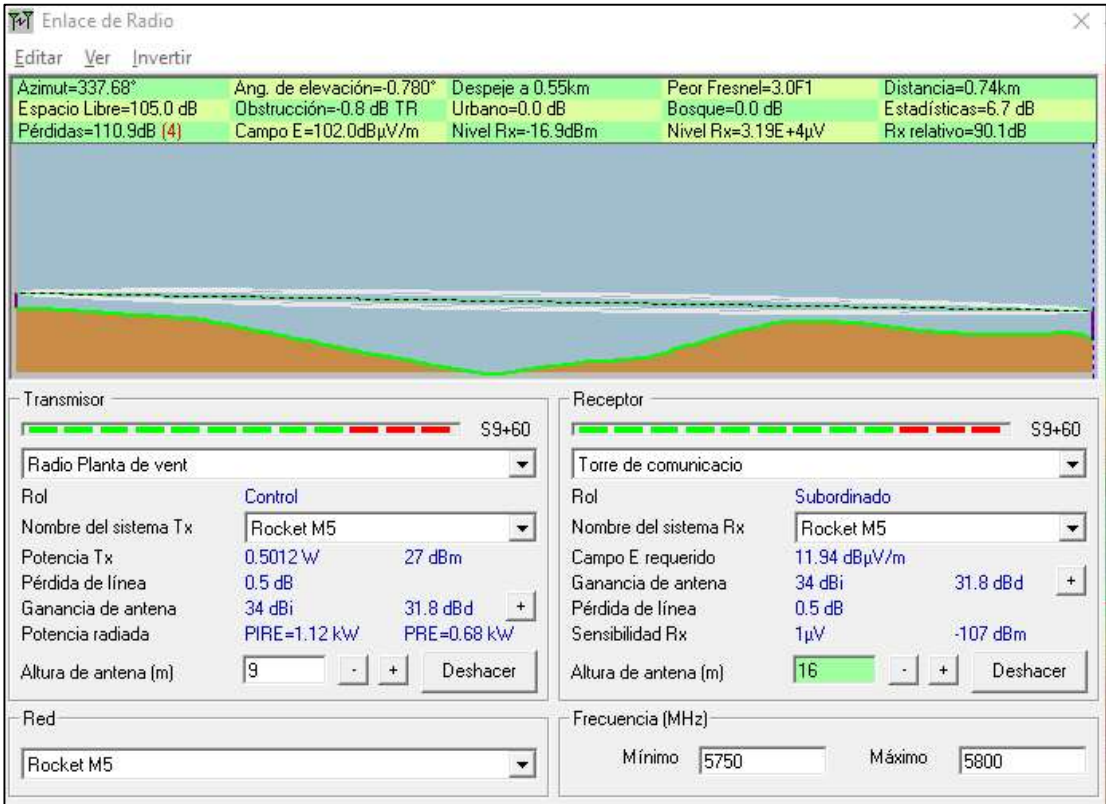 Enlace de Radio
Editar Ver Invertir
Azimut=337.68° Ang. de elevación=-0.780° Despeje a 0.55km Peor Fresnel=3.0F1 Distancia=0.74km
Espacio Libre=105.0 dB Obstrucción=-0.8 dB TR Urbano=0.0 dB Bosque=0.0 dB Estadísticas=6.7 dB
Pérdidas=110.9dB (4) Campo E=102.0dBµV/m Nivel Rx=-16.9dBm Nivel Rx=3.19E+4µV Rx relativo=90.1dB
Transmisor
S9+60
Radio Planta de vent
Rol Control
Nombre del sistema Tx Rocket M5
Potencia Tx 0.5012 W 27 dBm
Pérdida de línea 0.5 dB
Ganancia de antena 34 dBi 31.8 dBd +
Potencia radiada PIRE=1.12 kW PRE=0.68 kW
Altura de antena (m) 9 - + Deshacer
Receptor
S9+60
Torre de comunicacio
Rol Subordinado
Nombre del sistema Rx Rocket M5
Campo E requerido 11.94 dBµV/m
Ganancia de antena 34 dBi 31.8 dBd +
Pérdida de línea 0.5 dB
Sensibilidad Rx 1µV -107 dBm
Altura de antena (m) 16 - + Deshacer
Red
Rocket M5
Frecuencia (MHz)
Mínimo 5750 Máximo 5800